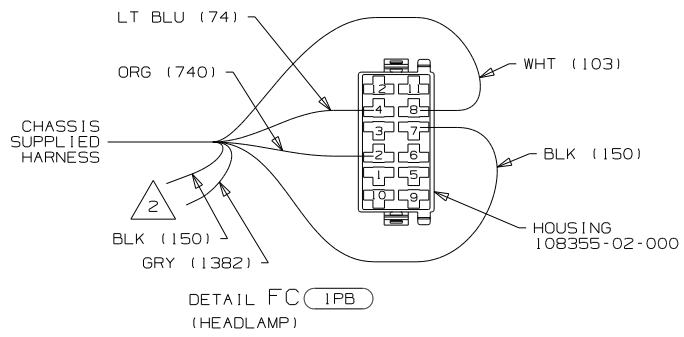 LT BLU (74)
ORG (740)
WHT (103)
12 11
4 8
CHASSIS
SUPPLIED
HARNESS
3 7
2 6
BLK (150)
1 5
10 9
2
HOUSING
108355-02-000
BLK (150)
GRY (1382)
DETAIL FC 1PB
(HEADLAMP)